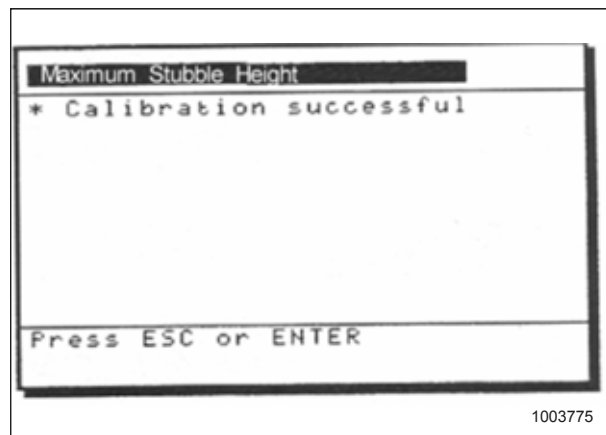 Maximum Stubble Height
* Calibration successful
Press ESC or ENTER
1003775